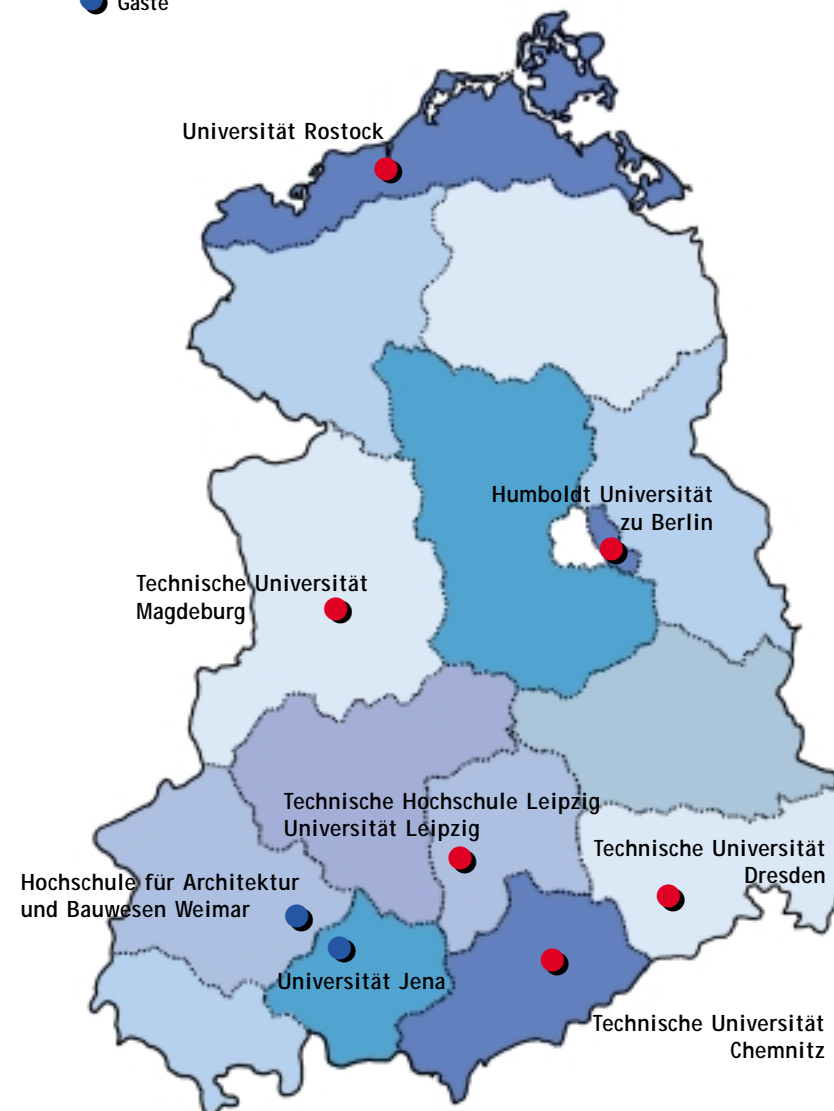 Gäste
Universität Rostock
Humboldt Universität
zu Berlin
Technische Universität
Magdeburg
Technische Hochschule Leipzig
Universität Leipzig
Technische Universität
Dresden
Hochschule für Architektur
und Bauwesen Weimar
Universität Jena
Technische Universität
Chemnitz